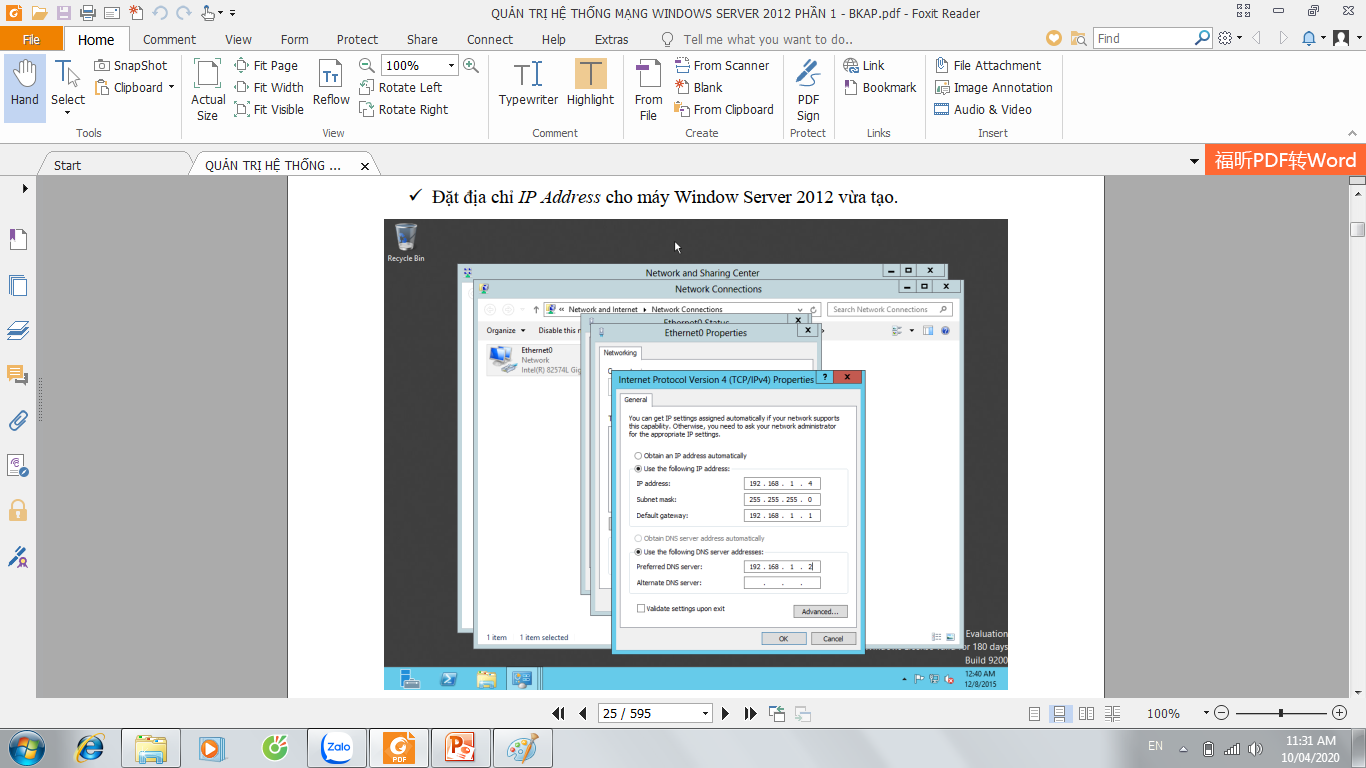 QUẢN TRỊ HỆ THỐNG MẠNG WINDOWS SERVER 2012 PHẦN 1 - BKAP.pdf - Foxit Reader
File Home Comment View Form Protect Share Connect Help Extras Tell me what you want to do.. Find
Hand
Select
SnapShot
Clipboard
Tools
Actual Size
Fit Page
Fit Width
Fit Visible
Reflow
100%
Rotate Left
Rotate Right
View
Typewriter
Highlight
Comment
From File
From Scanner
Blank
From Clipboard
Create
PDF Sign
Protect
Link
Bookmark
Links
File Attachment
Image Annotation
Audio & Video
Insert
Start
QUẢN TRỊ HỆ THỐNG ...
福昕PDF转Word
✓ Đặt địa chỉ IP Address cho máy Window Server 2012 vừa tạo.
Recycle Bin
Network and Sharing Center
Network Connections
« Network and Internet Network Connections
Search Network Connections
Organize Disable this n
Ethernet0
Network
Intel(R) 82574L Gig
Ethernet0 Status
Ethernet0 Properties
Networking
Internet Protocol Version 4 (TCP/IPv4) Properties
General
You can get IP settings assigned automatically if your network supports
this capability. Otherwise, you need to ask your network administrator
for the appropriate IP settings.
Obtain an IP address automatically
Use the following IP address:
IP address: 192 . 168 . 1 . 4
Subnet mask: 255 . 255 . 255 . 0
Default gateway: 192 . 168 . 1 . 1
Obtain DNS server address automatically
Use the following DNS server addresses:
Preferred DNS server: 192 . 168 . 1 . 2
Alternate DNS server: . . .
Validate settings upon exit
Advanced...
OK Cancel
1 item 1 item selected
Evaluation
for 180 days
Build 9200
12:40 AM
12/8/2015
25 / 595
100%
Zalo
PDF
EN
11:31 AM
10/04/2020